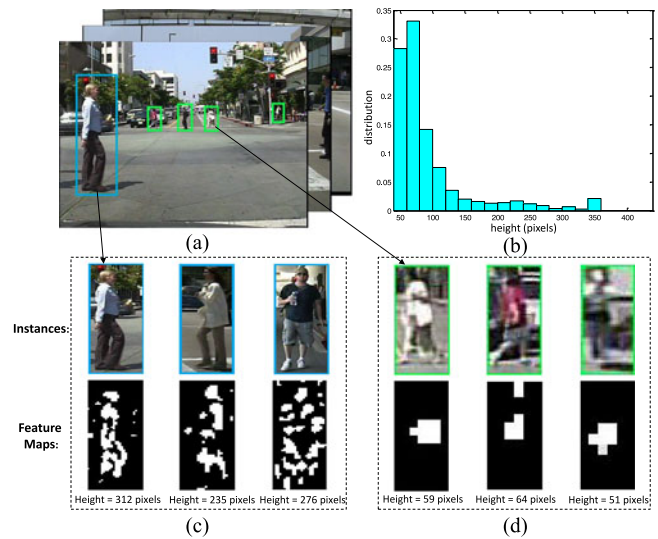 0.35
0.3
0.25
0.2
0.15
0.1
0.05
0
distribution
50 100 150 200 250 300 350 400
height (pixels)
(a)
(b)
Instances:
Feature
Maps:
Height = 312 pixels Height = 235 pixels Height = 276 pixels
Height = 59 pixels Height = 64 pixels Height = 51 pixels
(c)
(d)